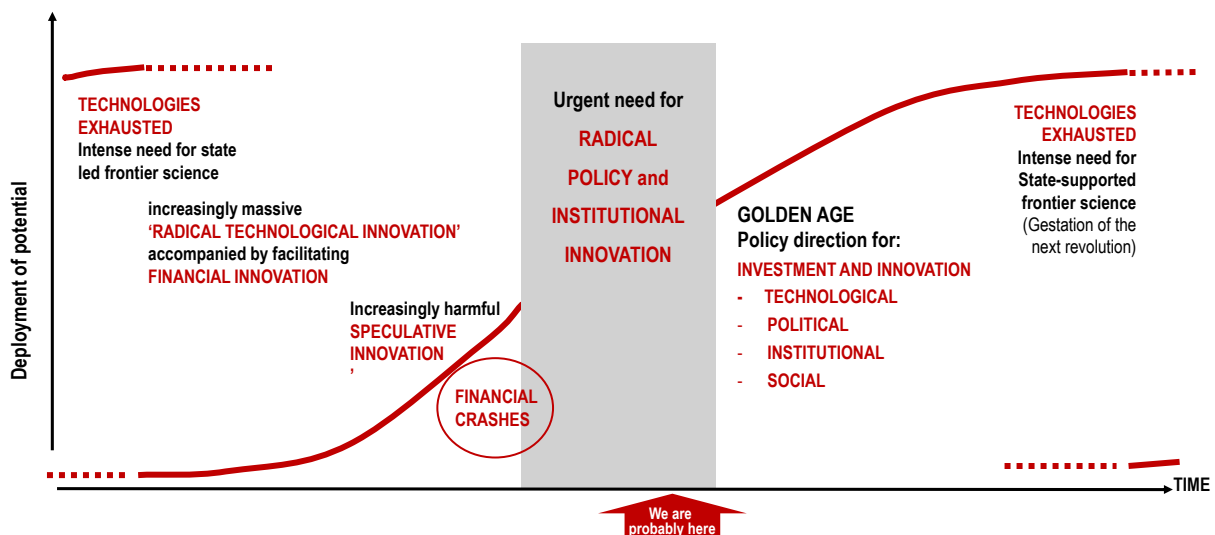 Deployment of potential
TECHNOLOGIES
EXHAUSTED
Intense need for state
led frontier science
increasingly massive
‘RADICAL TECHNOLOGICAL INNOVATION’
accompanied by facilitating
FINANCIAL INNOVATION
Increasingly harmful
SPECULATIVE
INNOVATION
’
FINANCIAL
CRASHES
Urgent need for
RADICAL
POLICY and
INSTITUTIONAL
INNOVATION
GOLDEN AGE
Policy direction for:
INVESTMENT AND INNOVATION
- TECHNOLOGICAL
- POLITICAL
- INSTITUTIONAL
- SOCIAL
TECHNOLOGIES
EXHAUSTED
Intense need for
State-supported
frontier science
(Gestation of the
next revolution)
TIME
We are
probably here